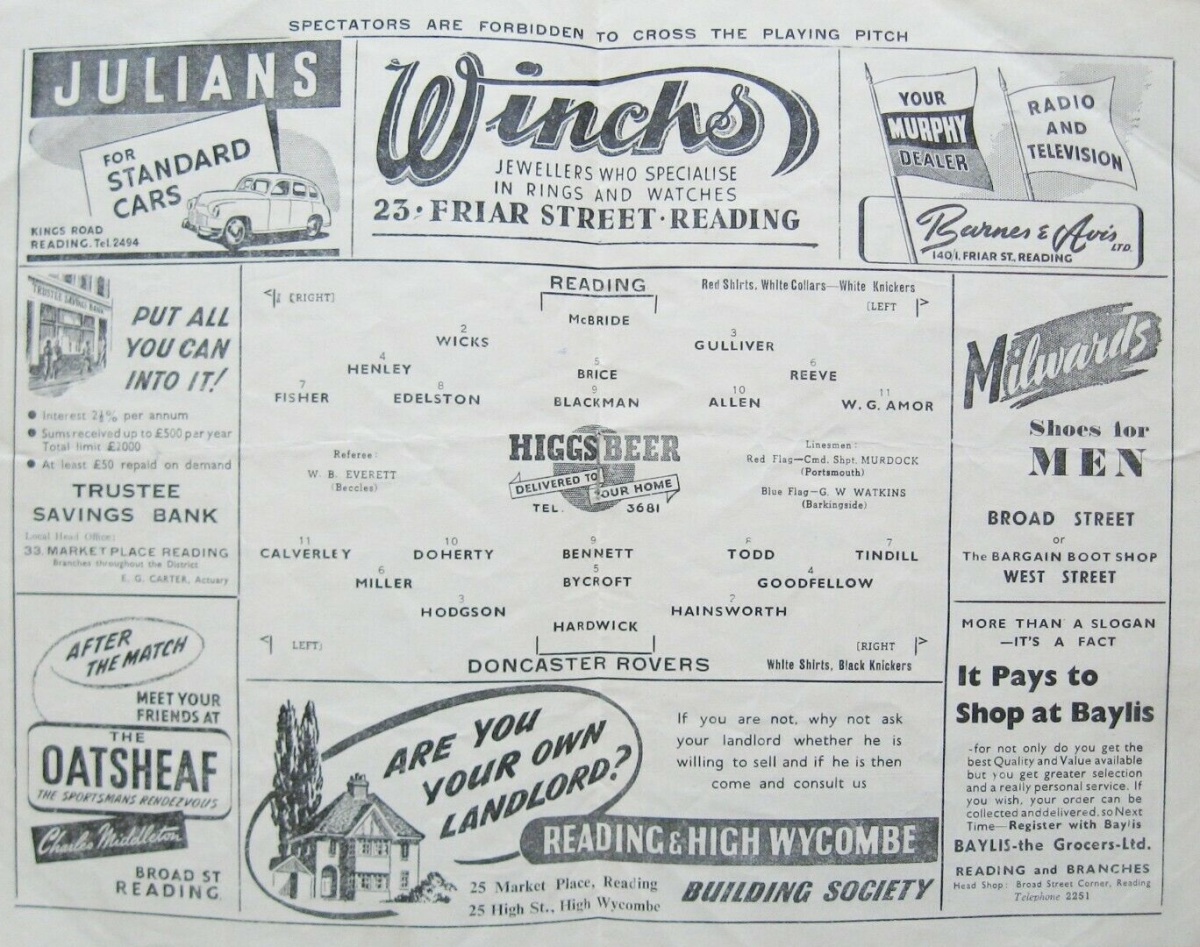 SPECTATORS ARE FORBIDDEN TO CROSS THE PLAYING PITCH
JULIANS
FOR
STANDARD
CARS
KINGS ROAD
READING. Tel. 2494
Winchs
JEWELLERS WHO SPECIALISE
IN RINGS AND WATCHES
23 · FRIAR STREET · READING
YOUR
MURPHY
DEALER
RADIO
AND
TELEVISION
Barnes & Avis LTD.
140/1, FRIAR ST., READING
TRUSTEE SAVINGS BANK
PUT ALL
YOU CAN
INTO IT!
Interest 2½% per annum
Sums received up to £500 per year
Total limit £2000
At least £50 repaid on demand
TRUSTEE
SAVINGS BANK
Local Head Office:
33. MARKET PLACE READING
Branches throughout the District
E. G. CARTER, Actuary
READING
Red Shirts, White Collars—White Knickers
[RIGHT]
[LEFT
McBRIDE
2
WICKS
3
GULLIVER
4
HENLEY
5
BRICE
6
REEVE
7
FISHER
8
EDELSTON
9
BLACKMAN
10
ALLEN
11
W. G. AMOR
Referee:
W. B. EVERETT
(Beccles)
HIGGS BEER
DELIVERED TO YOUR HOME
TEL. 3681
Linesmen:
Red Flag—Cmd. Shpt. MURDOCK
(Portsmouth)
Blue Flag—G. W WATKINS
(Barkingside)
11
CALVERLEY
10
DOHERTY
9
BENNETT
TODD
7
TINDILL
6
MILLER
5
BYCROFT
4
GOODFELLOW
3
HODGSON
2
HAINSWORTH
HARDWICK
LEFT)
[RIGHT
DONCASTER ROVERS
White Shirts, Black Knickers
Milwards
Shoes for
MEN
BROAD STREET
or
The BARGAIN BOOT SHOP
WEST STREET
AFTER
THE MATCH
MEET YOUR
FRIENDS AT
THE
OATSHEAF
THE SPORTSMANS RENDEZVOUS
Charles Middleton
BROAD ST
READING
ARE YOU
YOUR OWN
LANDLORD?
If you are not, why not ask
your landlord whether he is
willing to sell and if he is then
come and consult us
READING & HIGH WYCOMBE
BUILDING SOCIETY
25 Market Place, Reading
25 High St., High Wycombe
MORE THAN A SLOGAN
—IT'S A FACT
It Pays to
Shop at Baylis
-for not only do you get the
best Quality and Value available
but you get greater selection
and a really personal service. If
you wish, your order can be
collected and delivered, so Next
Time—Register with Baylis
BAYLIS-the Grocers-Ltd.
READING and BRANCHES
Head Shop: Broad Street Corner, Reading
Telephone 2251